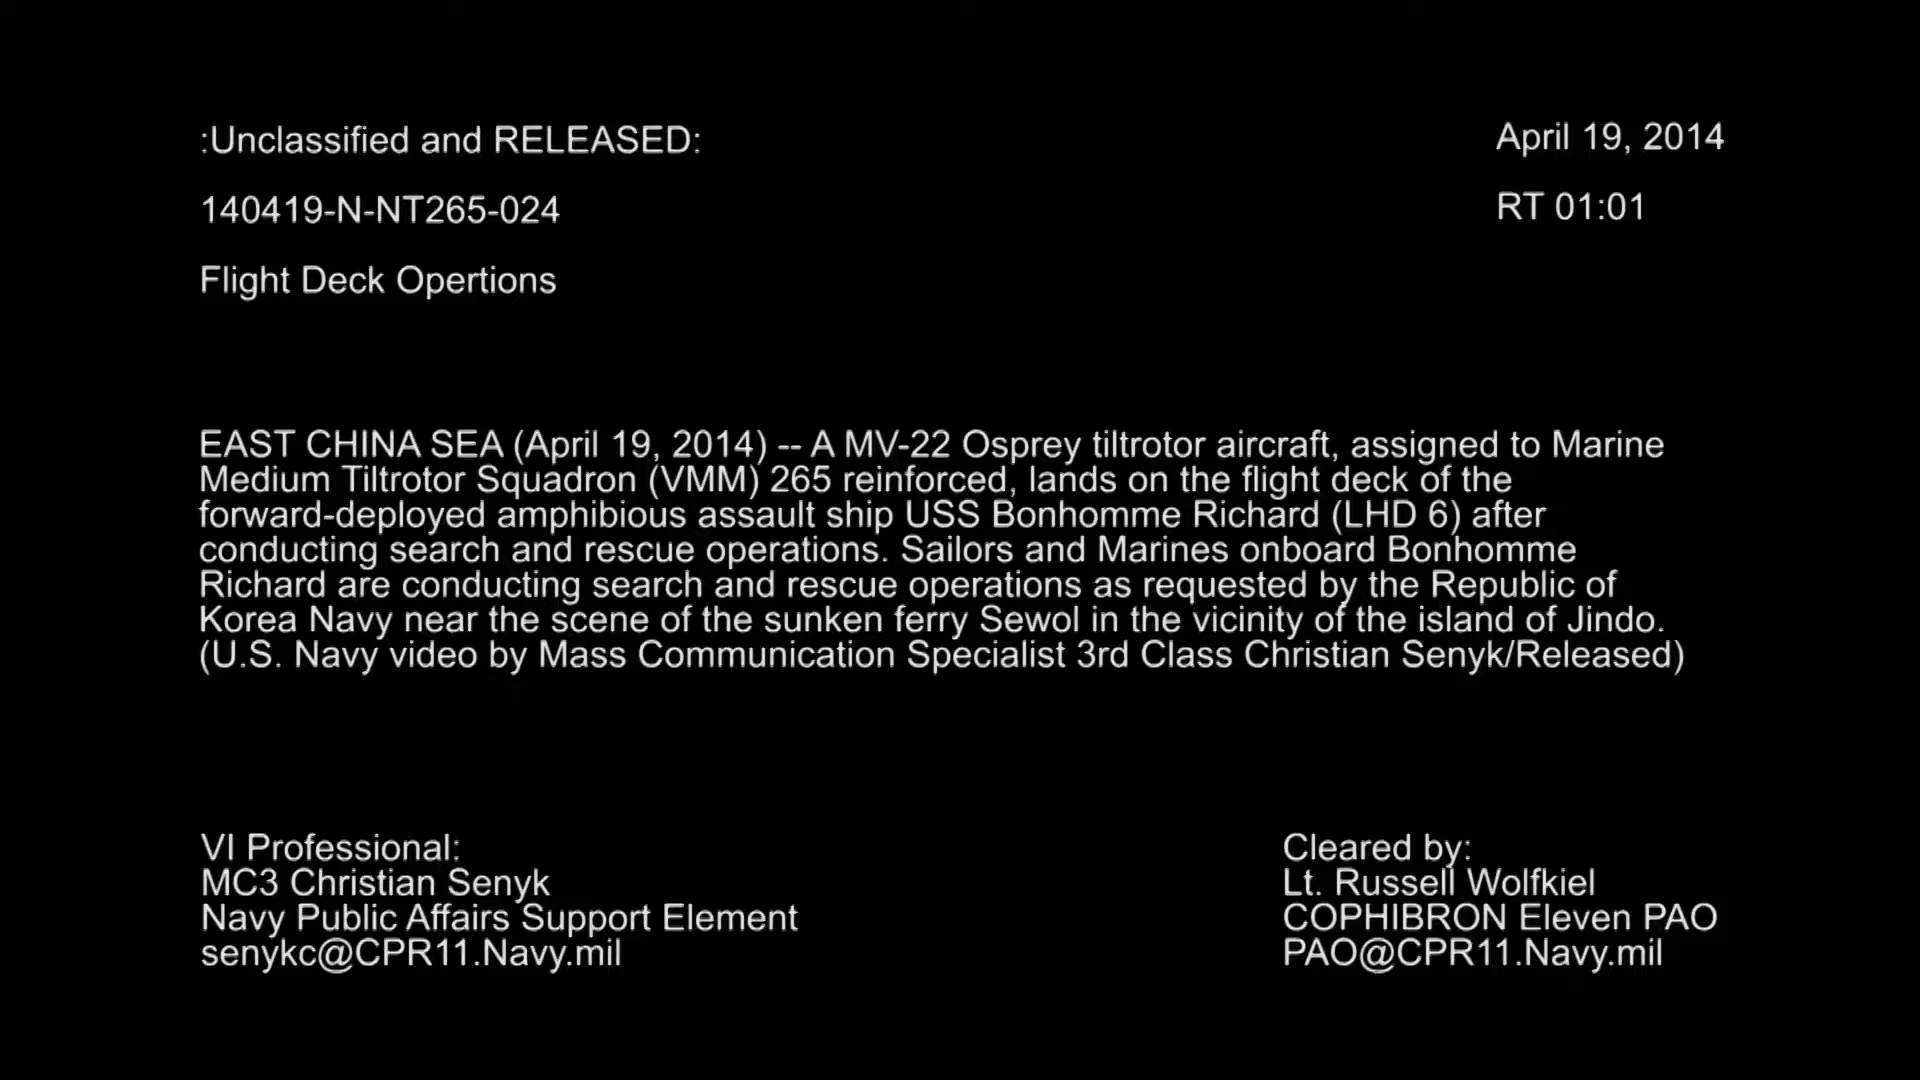 :Unclassified and RELEASED:
April 19, 2014
140419-N-NT265-024
RT 01:01
Flight Deck Opertions
EAST CHINA SEA (April 19, 2014) -- A MV-22 Osprey tiltrotor aircraft, assigned to Marine
Medium Tiltrotor Squadron (VMM) 265 reinforced, lands on the flight deck of the
forward-deployed amphibious assault ship USS Bonhomme Richard (LHD 6) after
conducting search and rescue operations. Sailors and Marines onboard Bonhomme
Richard are conducting search and rescue operations as requested by the Republic of
Korea Navy near the scene of the sunken ferry Sewol in the vicinity of the island of Jindo.
(U.S. Navy video by Mass Communication Specialist 3rd Class Christian Senyk/Released)
VI Professional:
MC3 Christian Senyk
Navy Public Affairs Support Element
senykc@CPR11.Navy.mil
Cleared by:
Lt. Russell Wolfkiel
COPHIBRON Eleven PAO
PAO@CPR11.Navy.mil